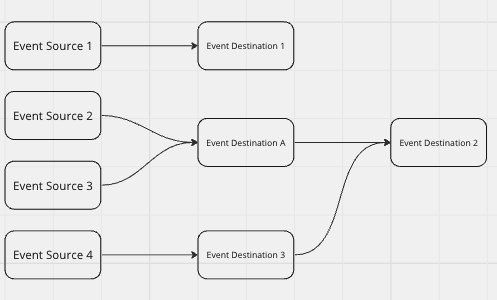 Event Source 1
Event Destination 1
Event Source 2
Event Destination A
Event Destination 2
Event Source 3
Event Source 4
Event Destination 3